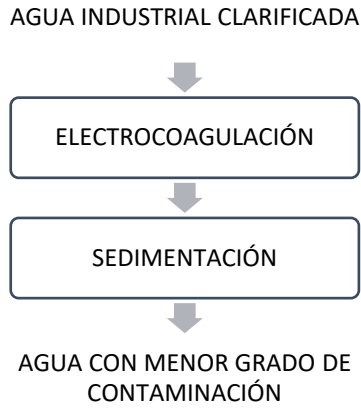 AGUA INDUSTRIAL CLARIFICADA
ELECTROCOAGULACIÓN
SEDIMENTACIÓN
AGUA CON MENOR GRADO DE
CONTAMINACIÓN